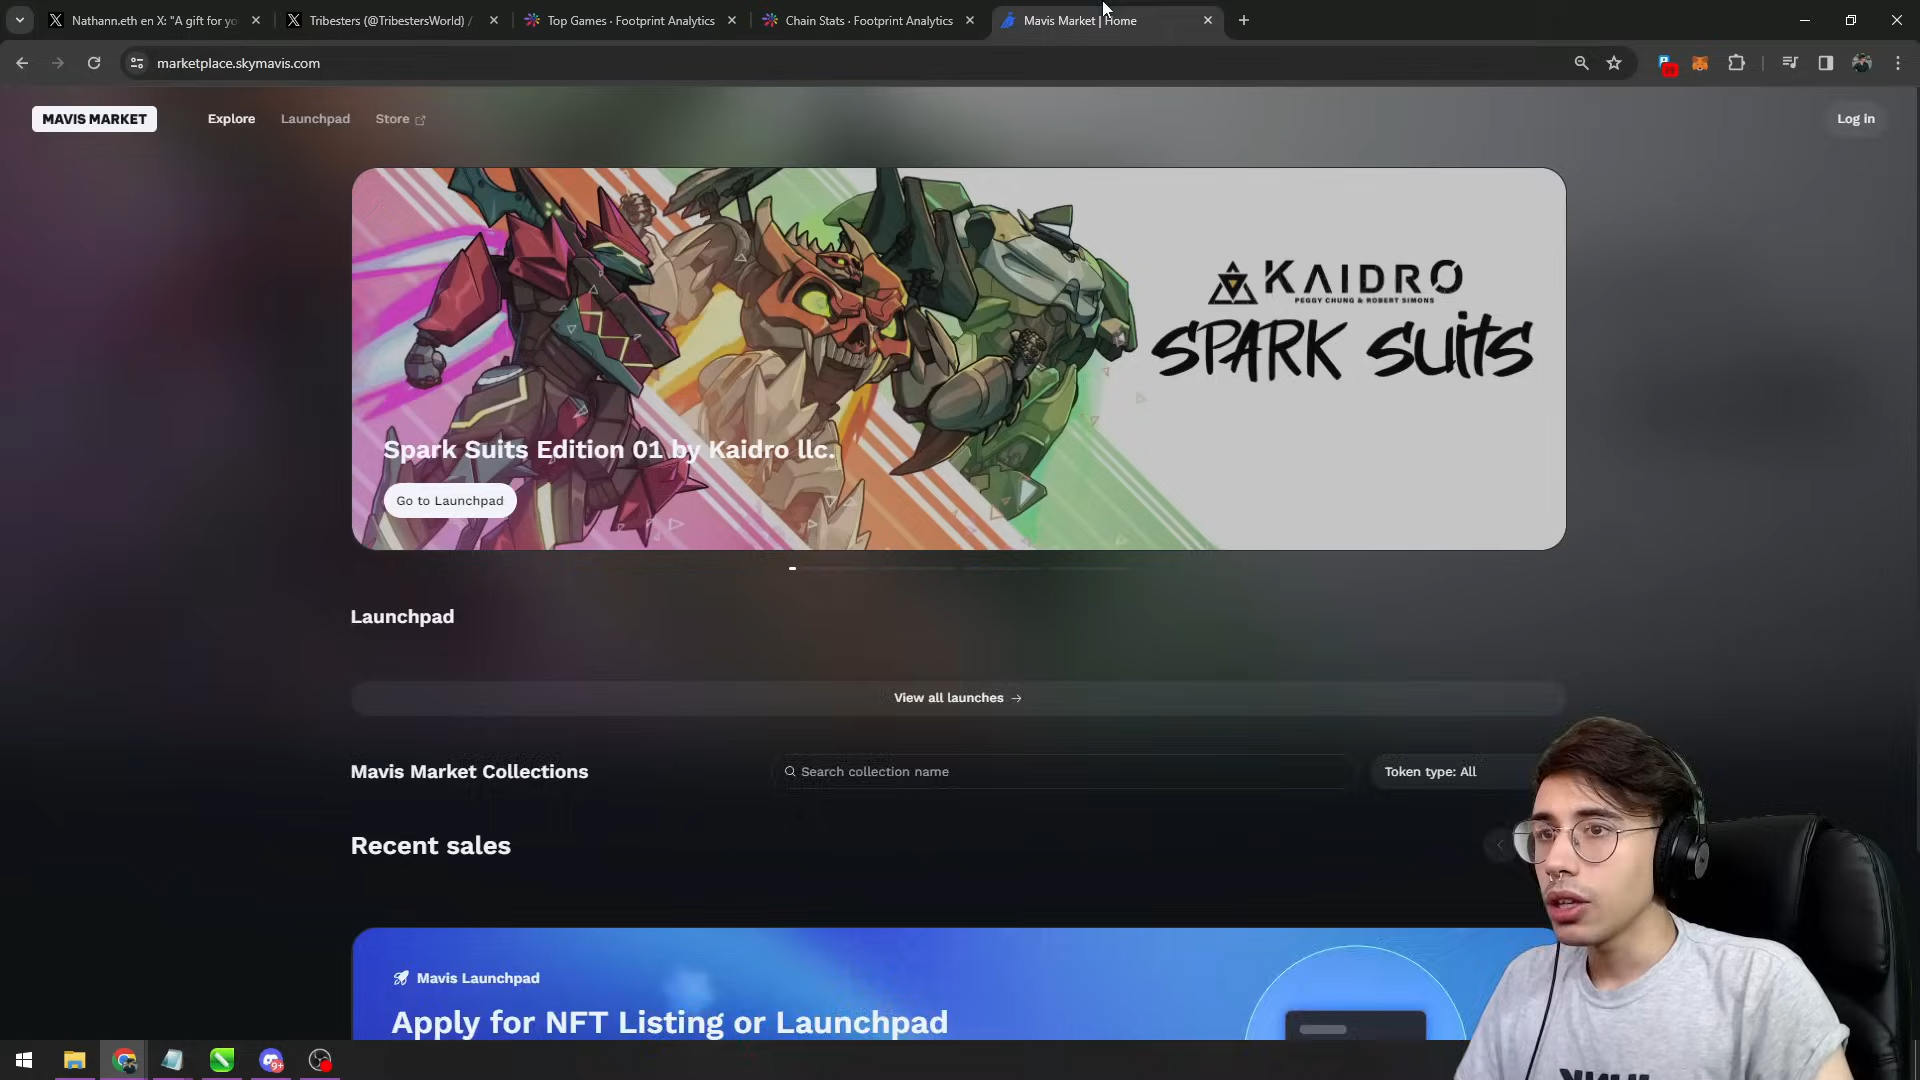 Nathann.eth en X: "A gift for yo
Tribesters (@TribestersWorld) /
Top Games · Footprint Analytics
Chain Stats · Footprint Analytics
Mavis Market | Home
marketplace.skymavis.com
MAVIS MARKET
Explore
Launchpad
Store
Log in
KAIDRO
PEGGY CHUNG & ROBERT SIMONS
SPARK SUITS
Spark Suits Edition 01 by Kaidro llc.
Go to Launchpad
Launchpad
View all launches →
Mavis Market Collections
Search collection name
Token type: All
Recent sales
Mavis Launchpad
Apply for NFT Listing or Launchpad
9+